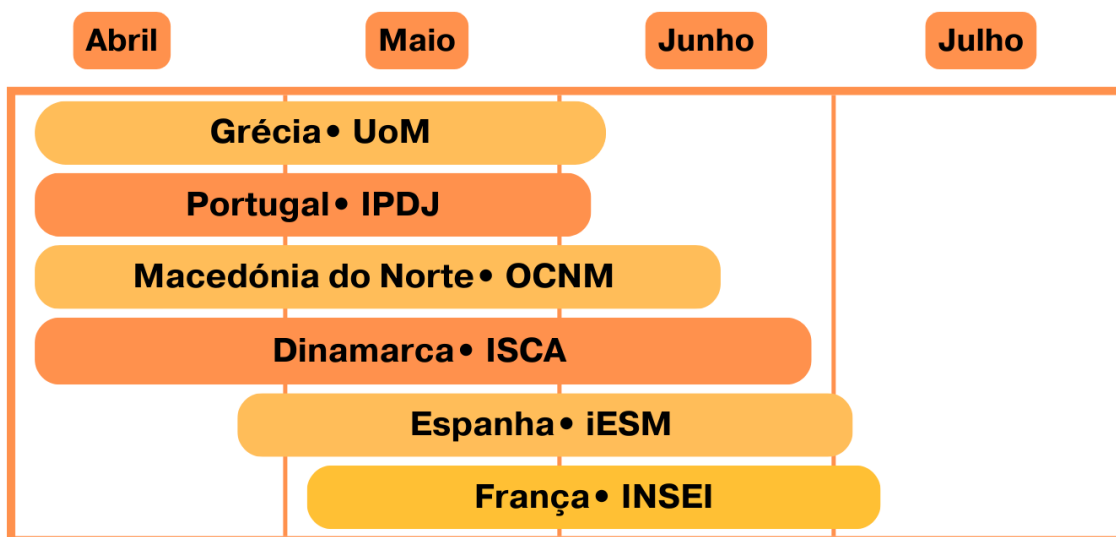 Abril
Maio
Junho
Julho
Grécia• UoM
Portugal• IPDJ
Macedónia do Norte• OCNM
Dinamarca• ISCA
Espanha• iESM
França• INSEI